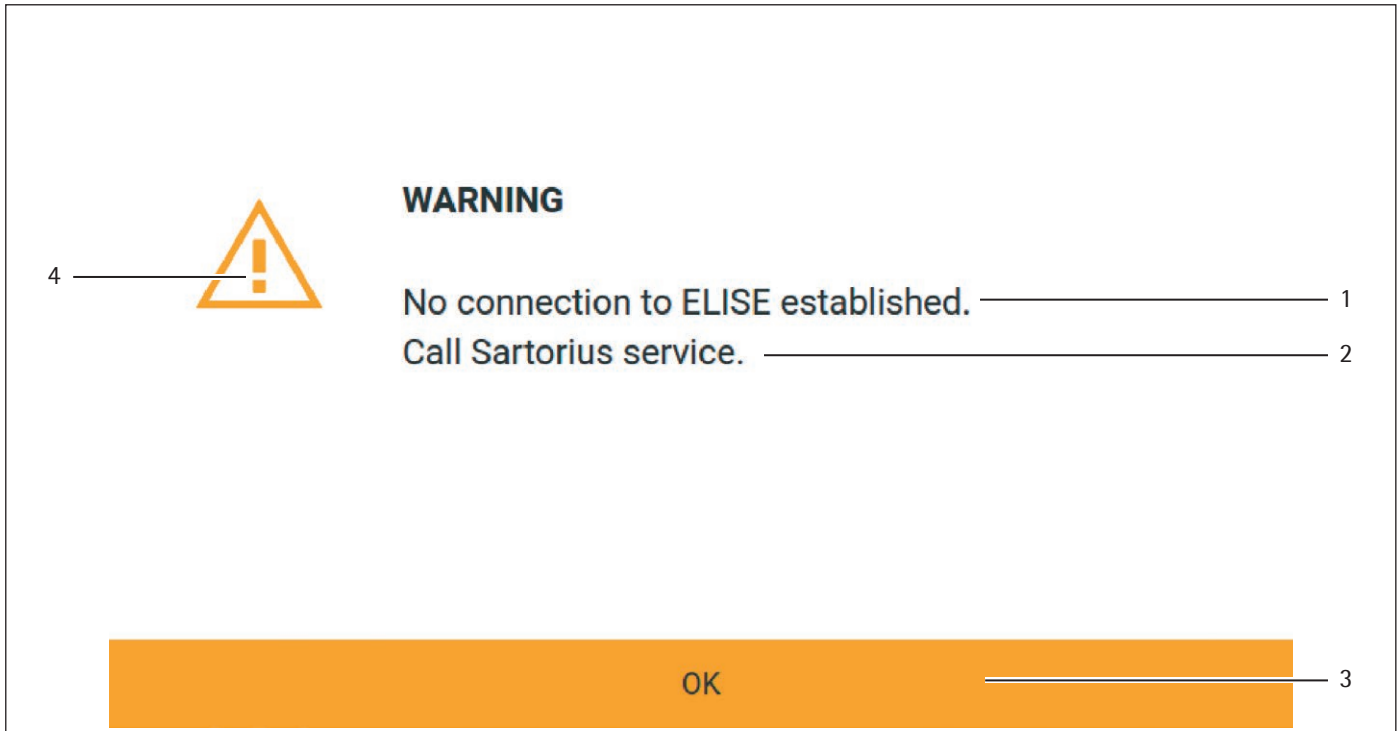 WARNING
4
No connection to ELISE established.
1
Call Sartorius service.
2
OK
3